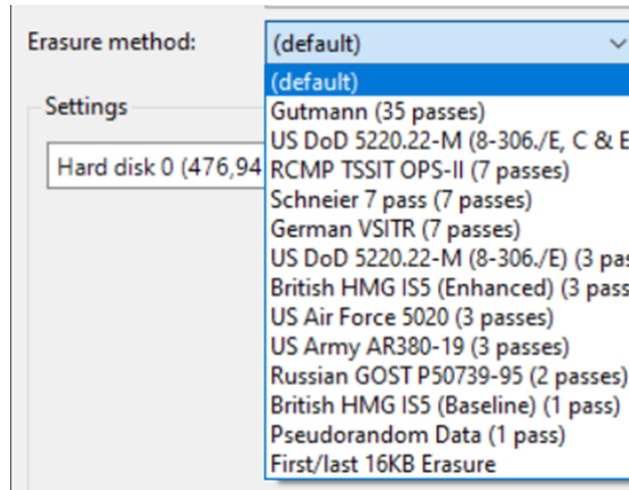 Erasure method:
(default)
(default)
Settings
Gutmann (35 passes)
US DoD 5220.22-M (8-306./E, C & E
Hard disk 0 (476,94
RCMP TSSIT OPS-II (7 passes)
Schneier 7 pass (7 passes)
German VSITR (7 passes)
US DoD 5220.22-M (8-306./E) (3 pas
British HMG IS5 (Enhanced) (3 pass
US Air Force 5020 (3 passes)
US Army AR380-19 (3 passes)
Russian GOST P50739-95 (2 passes)
British HMG IS5 (Baseline) (1 pass)
Pseudorandom Data (1 pass)
First/last 16KB Erasure